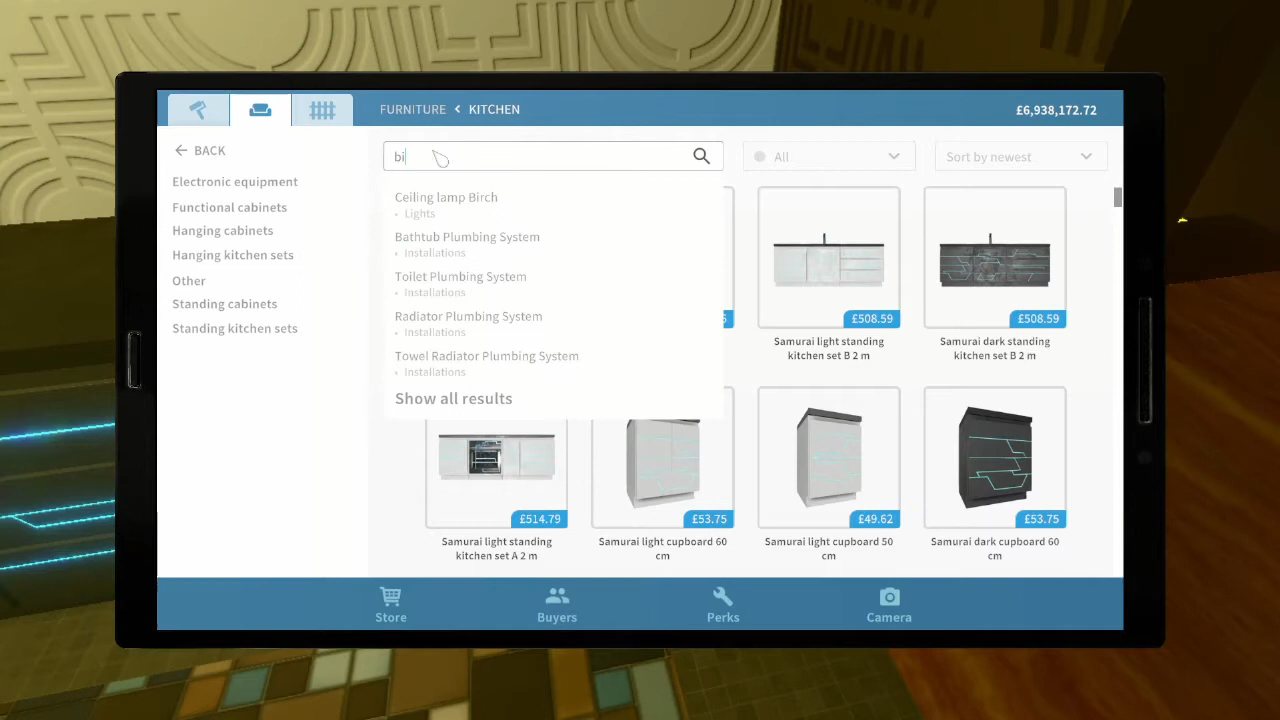 FURNITURE < KITCHEN
£6,938,172.72
BACK
bi
All
Sort by newest
Electronic equipment
Functional cabinets
Hanging cabinets
Hanging kitchen sets
Other
Standing cabinets
Standing kitchen sets
Ceiling lamp Birch
• Lights
Bathtub Plumbing System
• Installations
Toilet Plumbing System
• Installations
Radiator Plumbing System
• Installations
Towel Radiator Plumbing System
• Installations
Show all results
£508.59
£508.59
Samurai light standing
kitchen set B 2 m
Samurai dark standing
kitchen set B 2 m
£514.79
£53.75
£49.62
£53.75
Samurai light standing
kitchen set A 2 m
Samurai light cupboard 60
cm
Samurai light cupboard 50
cm
Samurai dark cupboard 60
cm
Store
Buyers
Perks
Camera